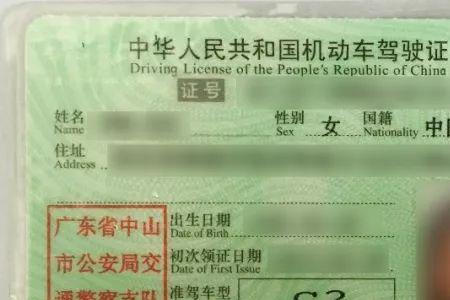 中华人民共和国机动车驾驶证
Driving License of the People's Republic of China
证号
姓名
Name
性别 女 国籍
Sex Nationality
住址
Address
广东省中山
市公安局交
出生日期
Date of Birth
初次领证日期
Date of First Issue
准驾车型